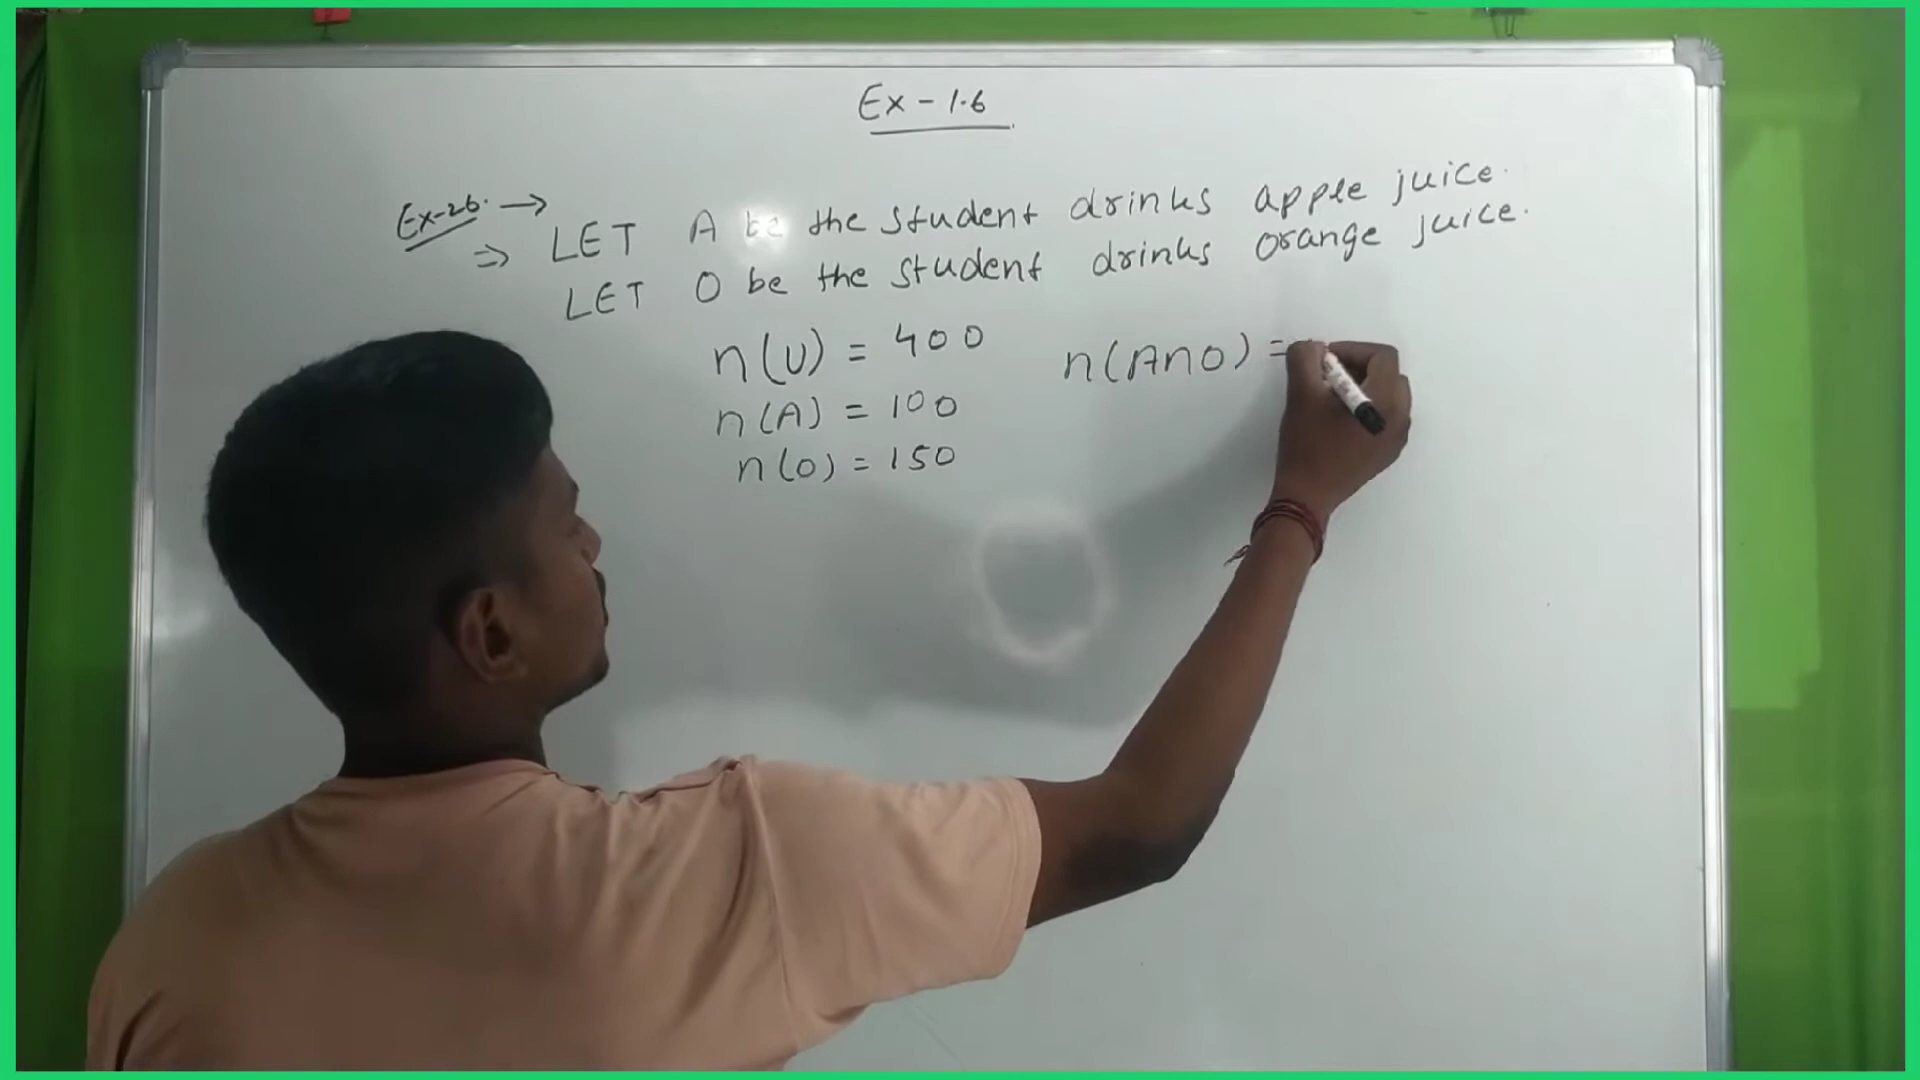 Ex - 1.6
Ex-26. →
⇒ LET A be the student drinks apple juice.
LET O be the student drinks orange juice.
n(U) = 400 n(A∩O) =
n(A) = 100
n(O) = 150